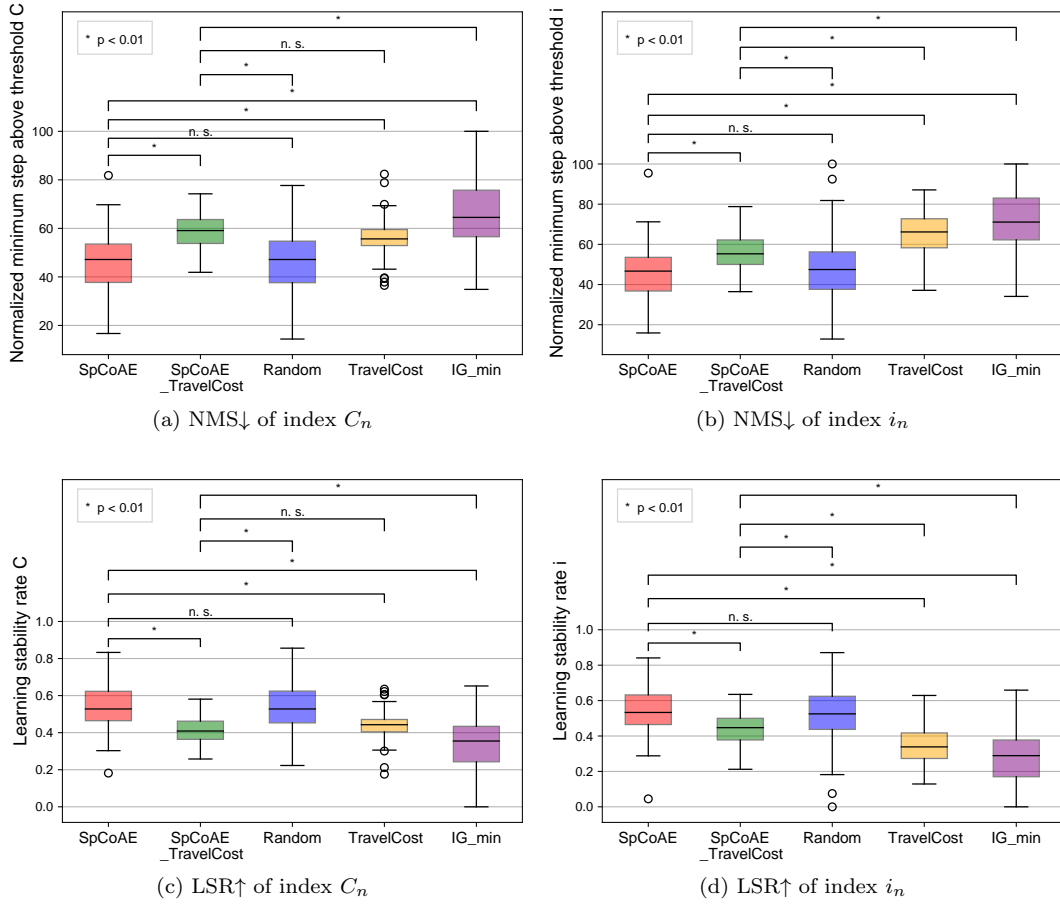 Normalized minimum step above threshold C
* p < 0.01
*
n. s.
*
*
*
n. s.
*
100
80
60
40
20
SpCoAE
SpCoAE
_TravelCost
Random
TravelCost
IG_min
(a) NMS↓ of index Cn
Normalized minimum step above threshold i
* p < 0.01
*
*
*
*
*
n. s.
*
100
80
60
40
20
SpCoAE
SpCoAE
_TravelCost
Random
TravelCost
IG_min
(b) NMS↓ of index in
Learning stability rate C
* p < 0.01
*
n. s.
*
*
*
n. s.
*
1.0
0.8
0.6
0.4
0.2
0.0
SpCoAE
SpCoAE
_TravelCost
Random
TravelCost
IG_min
(c) LSR↑ of index Cn
Learning stability rate i
* p < 0.01
*
*
*
*
*
n. s.
*
1.0
0.8
0.6
0.4
0.2
0.0
SpCoAE
SpCoAE
_TravelCost
Random
TravelCost
IG_min
(d) LSR↑ of index in